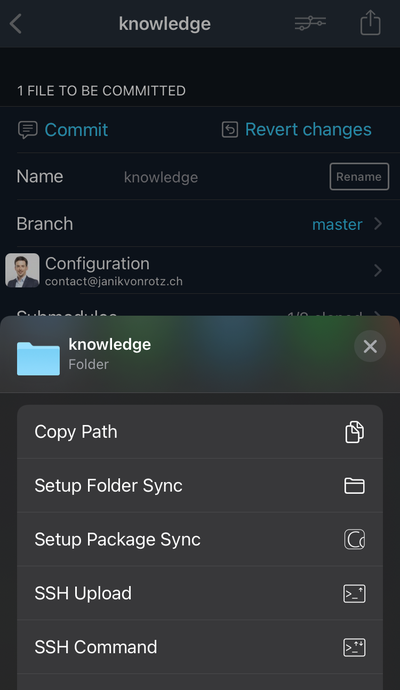 knowledge
1 FILE TO BE COMMITTED
Commit
Revert changes
Name knowledge Rename
Branch master
Configuration
contact@janikvonrotz.ch
Submodules
knowledge
Folder
Copy Path
Setup Folder Sync
Setup Package Sync
SSH Upload
SSH Command